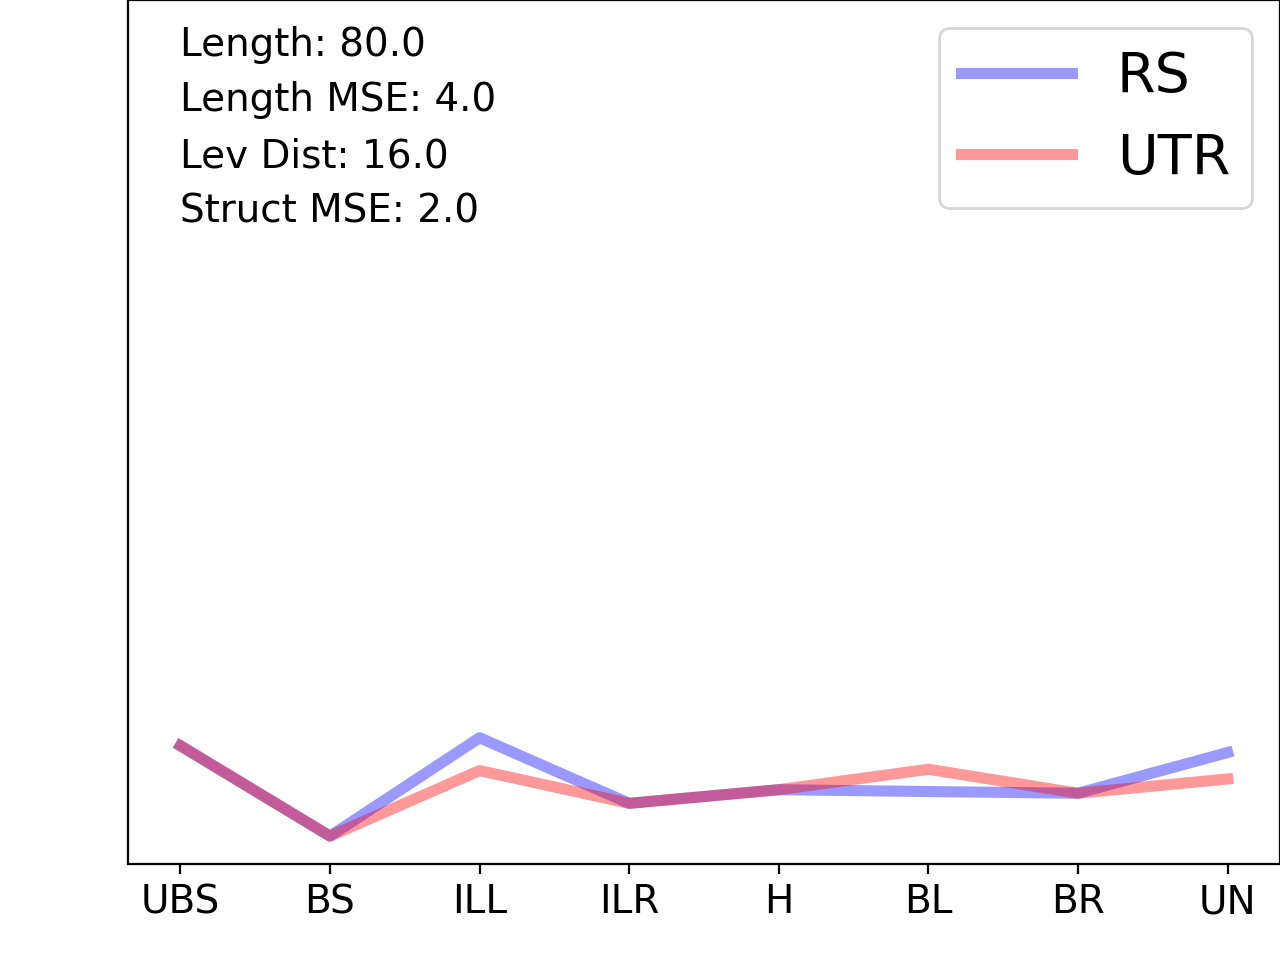 Length: 80.0
Length MSE: 4.0
Lev Dist: 16.0
Struct MSE: 2.0
RS
UTR
UBS BS ILL ILR H BL BR UN